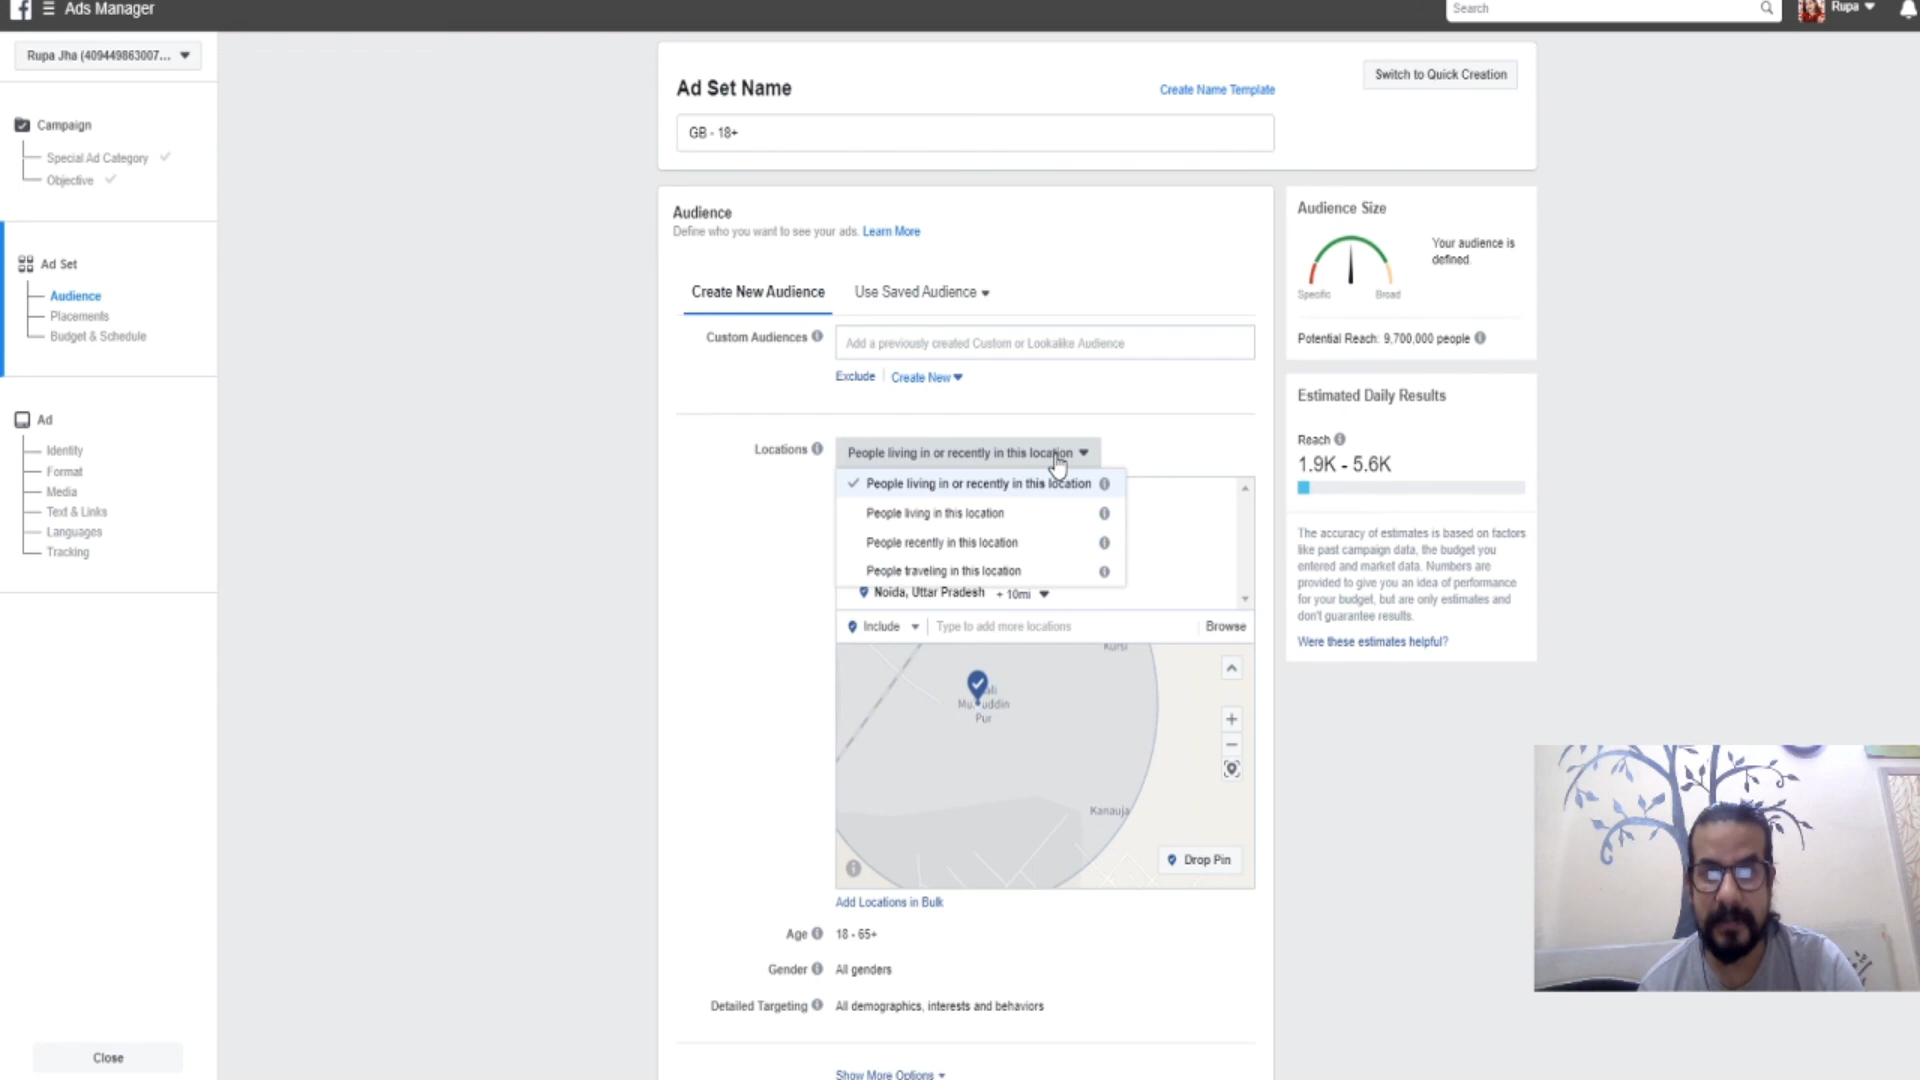 Ads Manager
Search
Rupa
Rupa Jha (409449863007...
Campaign
Special Ad Category
Objective
Ad Set
Audience
Placements
Budget & Schedule
Ad
Identity
Format
Media
Text & Links
Languages
Tracking
Close
Ad Set Name
Create Name Template
Switch to Quick Creation
GB - 18+
Audience
Define who you want to see your ads. Learn More
Create New Audience
Use Saved Audience
Custom Audiences
Add a previously created Custom or Lookalike Audience
Exclude
Create New
Locations
People living in or recently in this location
People living in or recently in this location
People living in this location
People recently in this location
People traveling in this location
Noida, Uttar Pradesh + 10mi
Include
Type to add more locations
Browse
Kursi
Pur
Kanauja
Drop Pin
Add Locations in Bulk
Age
18 - 65+
Gender
All genders
Detailed Targeting
All demographics, interests and behaviors
Show More Options
Audience Size
Your audience is
defined.
Specific
Broad
Potential Reach: 9,700,000 people
Estimated Daily Results
Reach
1.9K - 5.6K
The accuracy of estimates is based on factors
like past campaign data, the budget you
entered and market data. Numbers are
provided to give you an idea of performance
for your budget, but are only estimates and
don't guarantee results.
Were these estimates helpful?